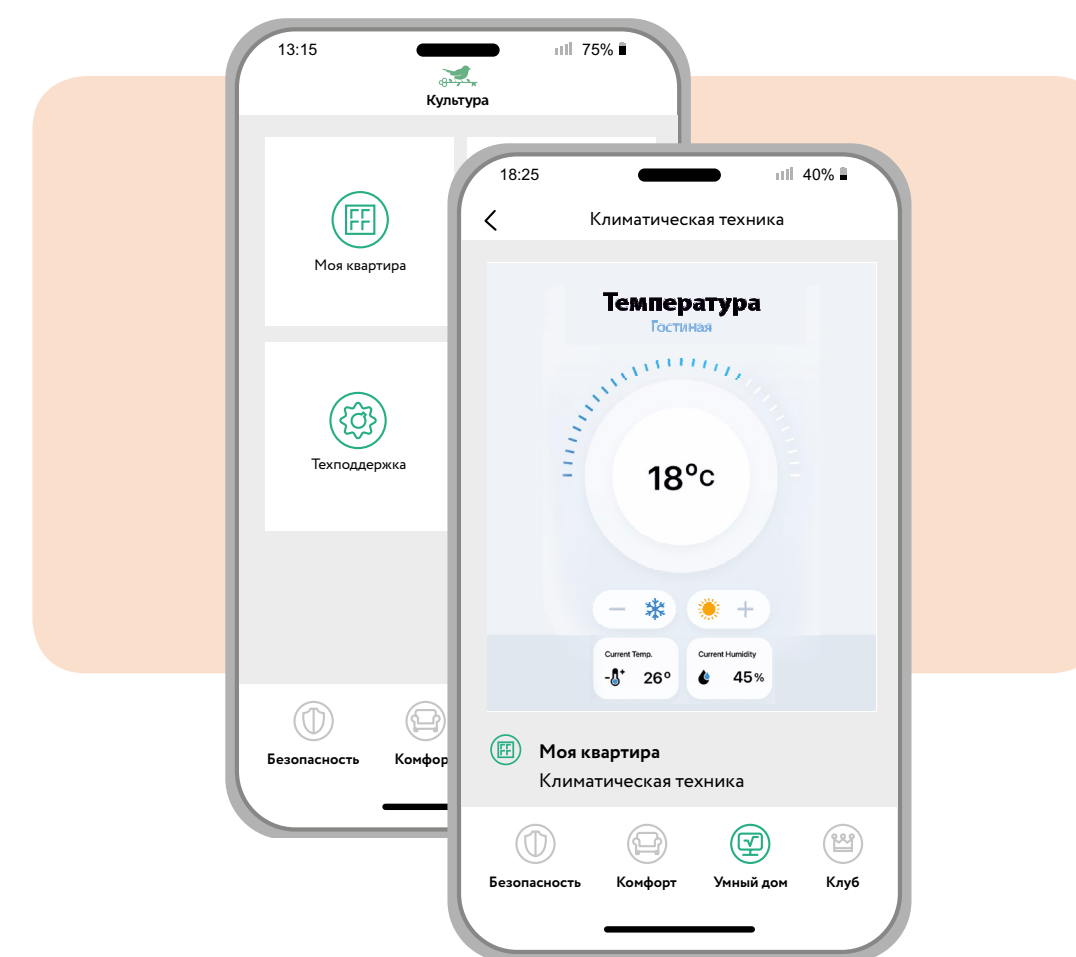 13:15
75%
Культура
Моя квартира
Техподдержка
Безопасность
Комфор
18:25
40%
Климатическая техника
Температура
Гостиная
18°C
Current Temp.
26°
Current Humidity
45%
Моя квартира
Климатическая техника
Безопасность
Комфорт
Умный дом
Клуб